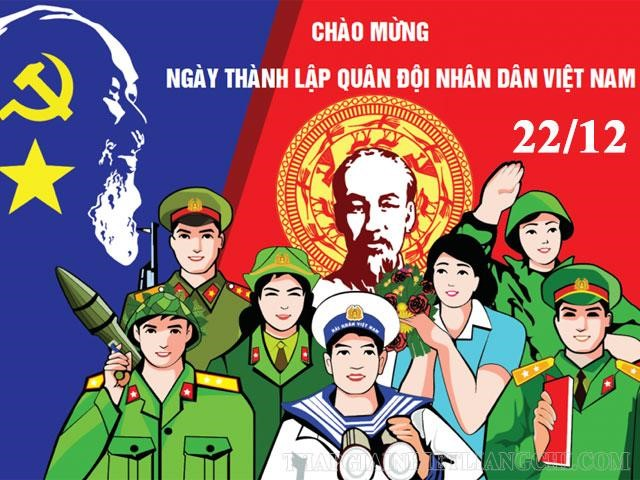 CHÀO MỪNG
NGÀY THÀNH LẬP QUÂN ĐỘI NHÂN DÂN VIỆT NAM
22/12
HẢI QUÂN VIỆT NAM